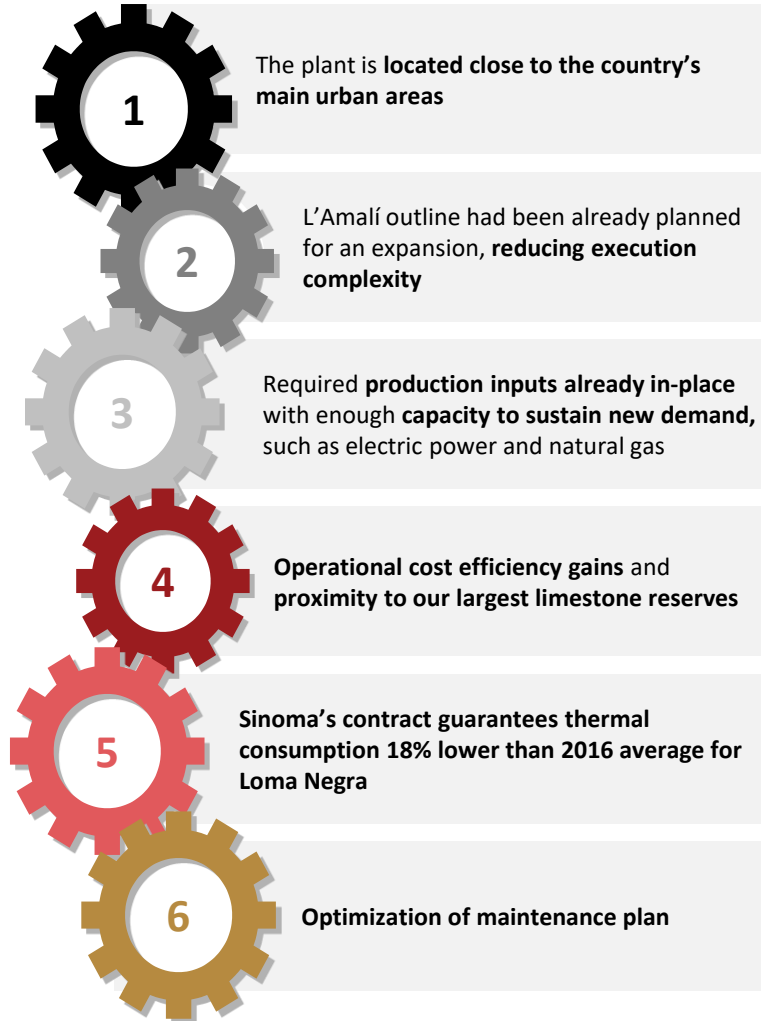 1
The plant is located close to the country’s
main urban areas
2
L’Amalí outline had been already planned
for an expansion, reducing execution
complexity
3
Required production inputs already in-place
with enough capacity to sustain new demand,
such as electric power and natural gas
4
Operational cost efficiency gains and
proximity to our largest limestone reserves
5
Sinoma’s contract guarantees thermal
consumption 18% lower than 2016 average for
Loma Negra
6
Optimization of maintenance plan